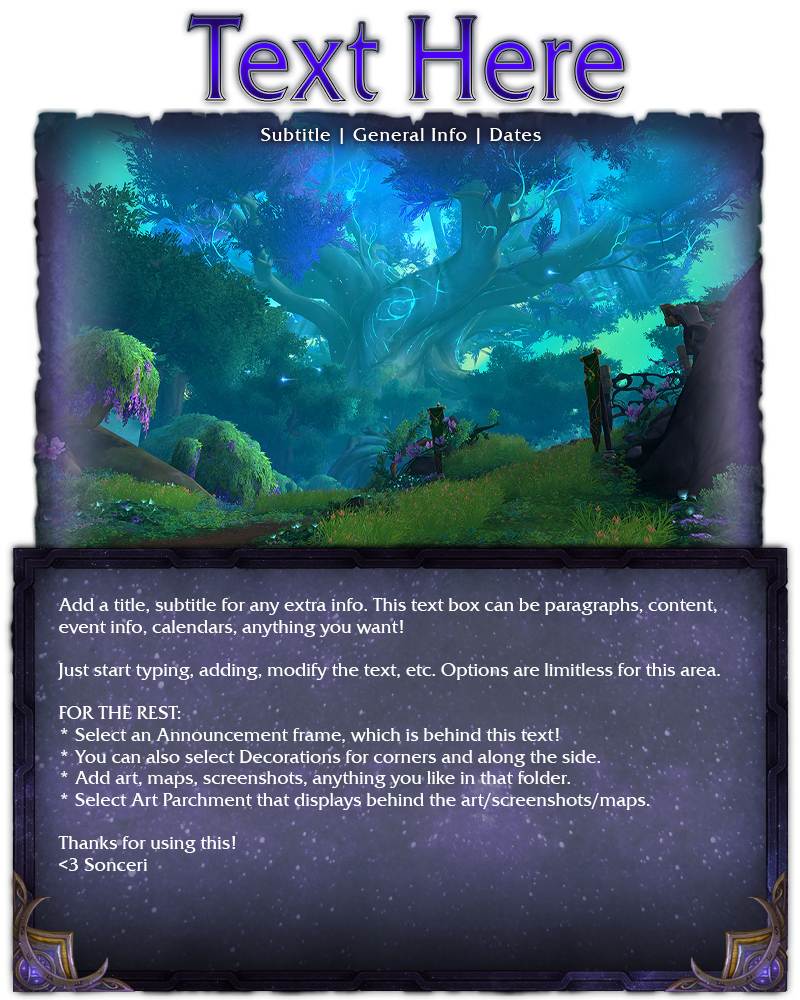 Text Here
Subtitle | General Info | Dates
Add a title, subtitle for any extra info. This text box can be paragraphs, content,
event info, calendars, anything you want!
Just start typing, adding, modify the text, etc. Options are limitless for this area.
FOR THE REST:
* Select an Announcement frame, which is behind this text!
* You can also select Decorations for corners and along the side.
* Add art, maps, screenshots, anything you like in that folder.
* Select Art Parchment that displays behind the art/screenshots/maps.
Thanks for using this!
<3 Sonceri